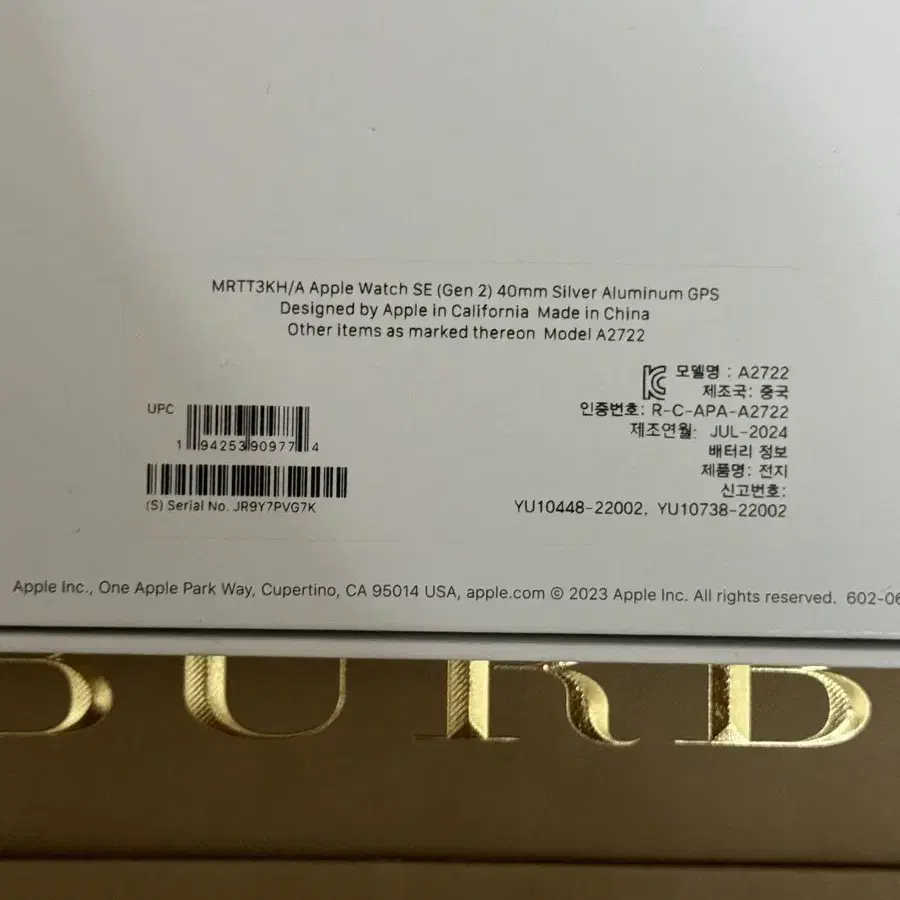 MRTT3KH/A Apple Watch SE (Gen 2) 40mm Silver Aluminum GPS
Designed by Apple in California Made in China
Other items as marked thereon Model A2722
모델명 : A2722
제조국: 중국
인증번호: R-C-APA-A2722
제조연월: JUL-2024
배터리 정보
제품명: 전지
신고번호:
YU10448-22002, YU10738-22002
UPC
1 94253 90977 4
(S) Serial No. JR9Y7PVG7K
Apple Inc., One Apple Park Way, Cupertino, CA 95014 USA, apple.com © 2023 Apple Inc. All rights reserved. 602-06
BURB